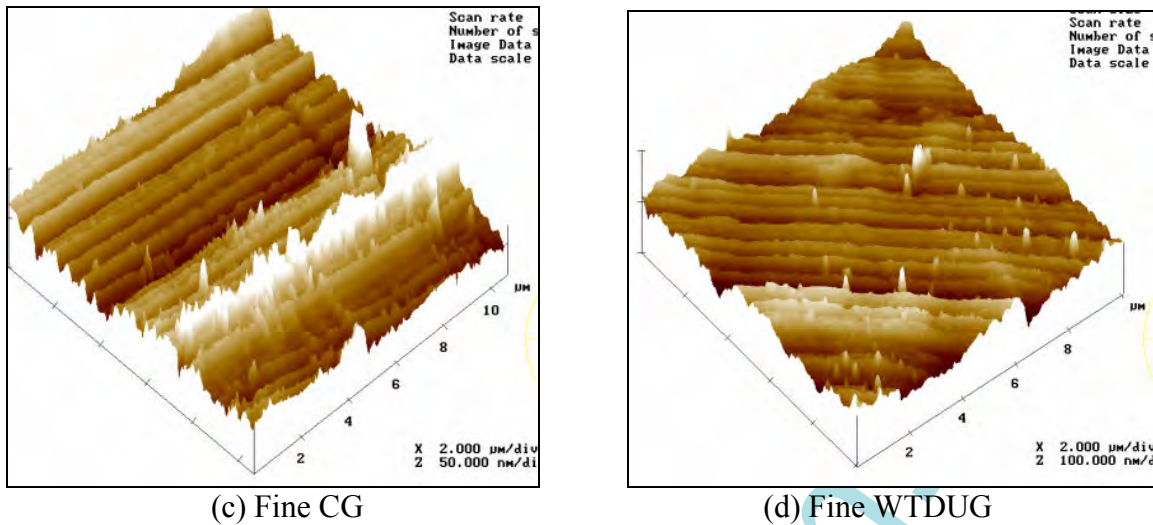 Scan rate
Number of s
Image Data
Data scale
µm
10
8
6
4
2
X 2.000 µm/div
Z 50.000 nm/di
(c) Fine CG
Scan rate
Number of s
Image Data
Data scale
µm
8
6
4
2
X 2.000 µm/div
Z 100.000 nm/d
(d) Fine WTDUG